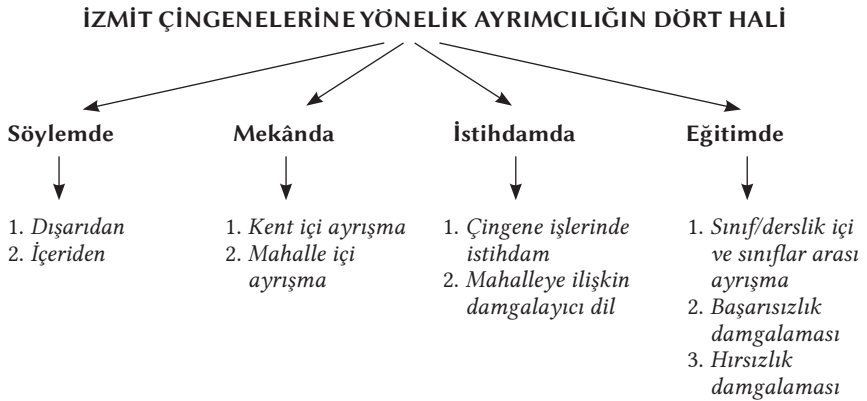 İZMİT ÇİNGENELERİNE YÖNELİK AYRIMCILIĞIN DÖRT HALİ
Söylemde
1. Dışarıdan
2. İçeriden
Mekânda
1. Kent içi ayrışma
2. Mahalle içi
ayrışma
İstihdamda
1. Çingene işlerinde
istihdam
2. Mahalleye ilişkin
damgalayıcı dil
Eğitimde
1. Sınıf/derslik içi
ve sınıflar arası
ayrışma
2. Başarısızlık
damgalaması
3. Hırsızlık
damgalaması